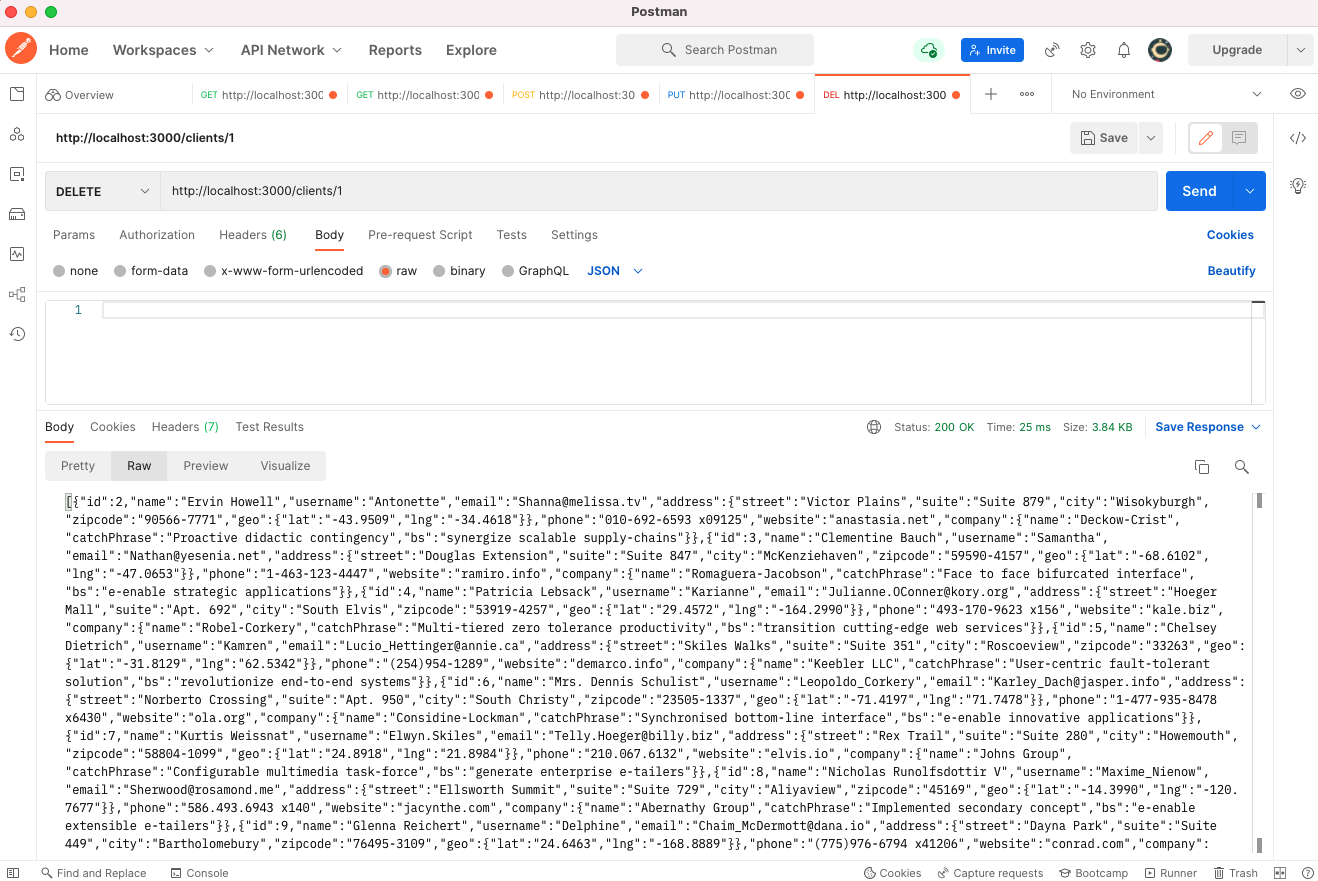 Postman
Home Workspaces API Network Reports Explore Search Postman Invite Upgrade
Overview GET http://localhost:300 GET http://localhost:300 POST http://localhost:30 PUT http://localhost:300 DEL http://localhost:300 No Environment
http://localhost:3000/clients/1 Save
DELETE http://localhost:3000/clients/1 Send
Params Authorization Headers (6) Body Pre-request Script Tests Settings Cookies
none form-data x-www-form-urlencoded raw binary GraphQL JSON Beautify
1
Body Cookies Headers (7) Test Results Status: 200 OK Time: 25 ms Size: 3.84 KB Save Response
Pretty Raw Preview Visualize
[{"id":2,"name":"Ervin Howell","username":"Antonette","email":"Shanna@melissa.tv","address":{"street":"Victor Plains","suite":"Suite 879","city":"Wisokyburgh",
"zipcode":"90566-7771","geo":{"lat":"-43.9509","lng":"-34.4618"}},"phone":"010-692-6593 x09125","website":"anastasia.net","company":{"name":"Deckow-Crist",
"catchPhrase":"Proactive didactic contingency","bs":"synergize scalable supply-chains"}},{"id":3,"name":"Clementine Bauch","username":"Samantha",
"email":"Nathan@yesenia.net","address":{"street":"Douglas Extension","suite":"Suite 847","city":"McKenziehaven","zipcode":"59590-4157","geo":{"lat":"-68.6102",
"lng":"-47.0653"}},"phone":"1-463-123-4447","website":"ramiro.info","company":{"name":"Romaguera-Jacobson","catchPhrase":"Face to face bifurcated interface",
"bs":"e-enable strategic applications"}},{"id":4,"name":"Patricia Lebsack","username":"Karianne","email":"Julianne.OConner@kory.org","address":{"street":"Hoeger
Mall","suite":"Apt. 692","city":"South Elvis","zipcode":"53919-4257","geo":{"lat":"29.4572","lng":"-164.2990"}},"phone":"493-170-9623 x156","website":"kale.biz",
"company":{"name":"Robel-Corkery","catchPhrase":"Multi-tiered zero tolerance productivity","bs":"transition cutting-edge web services"}},{"id":5,"name":"Chelsey
Dietrich","username":"Kamren","email":"Lucio_Hettinger@annie.ca","address":{"street":"Skiles Walks","suite":"Suite 351","city":"Roscoeview","zipcode":"33263","geo":
{"lat":"-31.8129","lng":"62.5342"}},"phone":"(254)954-1289","website":"demarco.info","company":{"name":"Keebler LLC","catchPhrase":"User-centric fault-tolerant
solution","bs":"revolutionize end-to-end systems"}},{"id":6,"name":"Mrs. Dennis Schulist","username":"Leopoldo_Corkery","email":"Karley_Dach@jasper.info","address":
{"street":"Norberto Crossing","suite":"Apt. 950","city":"South Christy","zipcode":"23505-1337","geo":{"lat":"-71.4197","lng":"71.7478"}},"phone":"1-477-935-8478
x6430","website":"ola.org","company":{"name":"Considine-Lockman","catchPhrase":"Synchronised bottom-line interface","bs":"e-enable innovative applications"}},
{"id":7,"name":"Kurtis Weissnat","username":"Elwyn.Skiles","email":"Telly.Hoeger@billy.biz","address":{"street":"Rex Trail","suite":"Suite 280","city":"Howemouth",
"zipcode":"58804-1099","geo":{"lat":"24.8918","lng":"21.8984"}},"phone":"210.067.6132","website":"elvis.io","company":{"name":"Johns Group",
"catchPhrase":"Configurable multimedia task-force","bs":"generate enterprise e-tailers"}},{"id":8,"name":"Nicholas Runolfsdottir V","username":"Maxime_Nienow",
"email":"Sherwood@rosamond.me","address":{"street":"Ellsworth Summit","suite":"Suite 729","city":"Aliyaview","zipcode":"45169","geo":{"lat":"-14.3990","lng":"-120.
7677"}},"phone":"586.493.6943 x140","website":"jacynthe.com","company":{"name":"Abernathy Group","catchPhrase":"Implemented secondary concept","bs":"e-enable
extensible e-tailers"}},{"id":9,"name":"Glenna Reichert","username":"Delphine","email":"Chaim_McDermott@dana.io","address":{"street":"Dayna Park","suite":"Suite
449","city":"Bartholomebury","zipcode":"76495-3109","geo":{"lat":"24.6463","lng":"-168.8889"}},"phone":"(775)976-6794 x41206","website":"conrad.com","company":
Find and Replace Console Cookies Capture requests Bootcamp Runner Trash